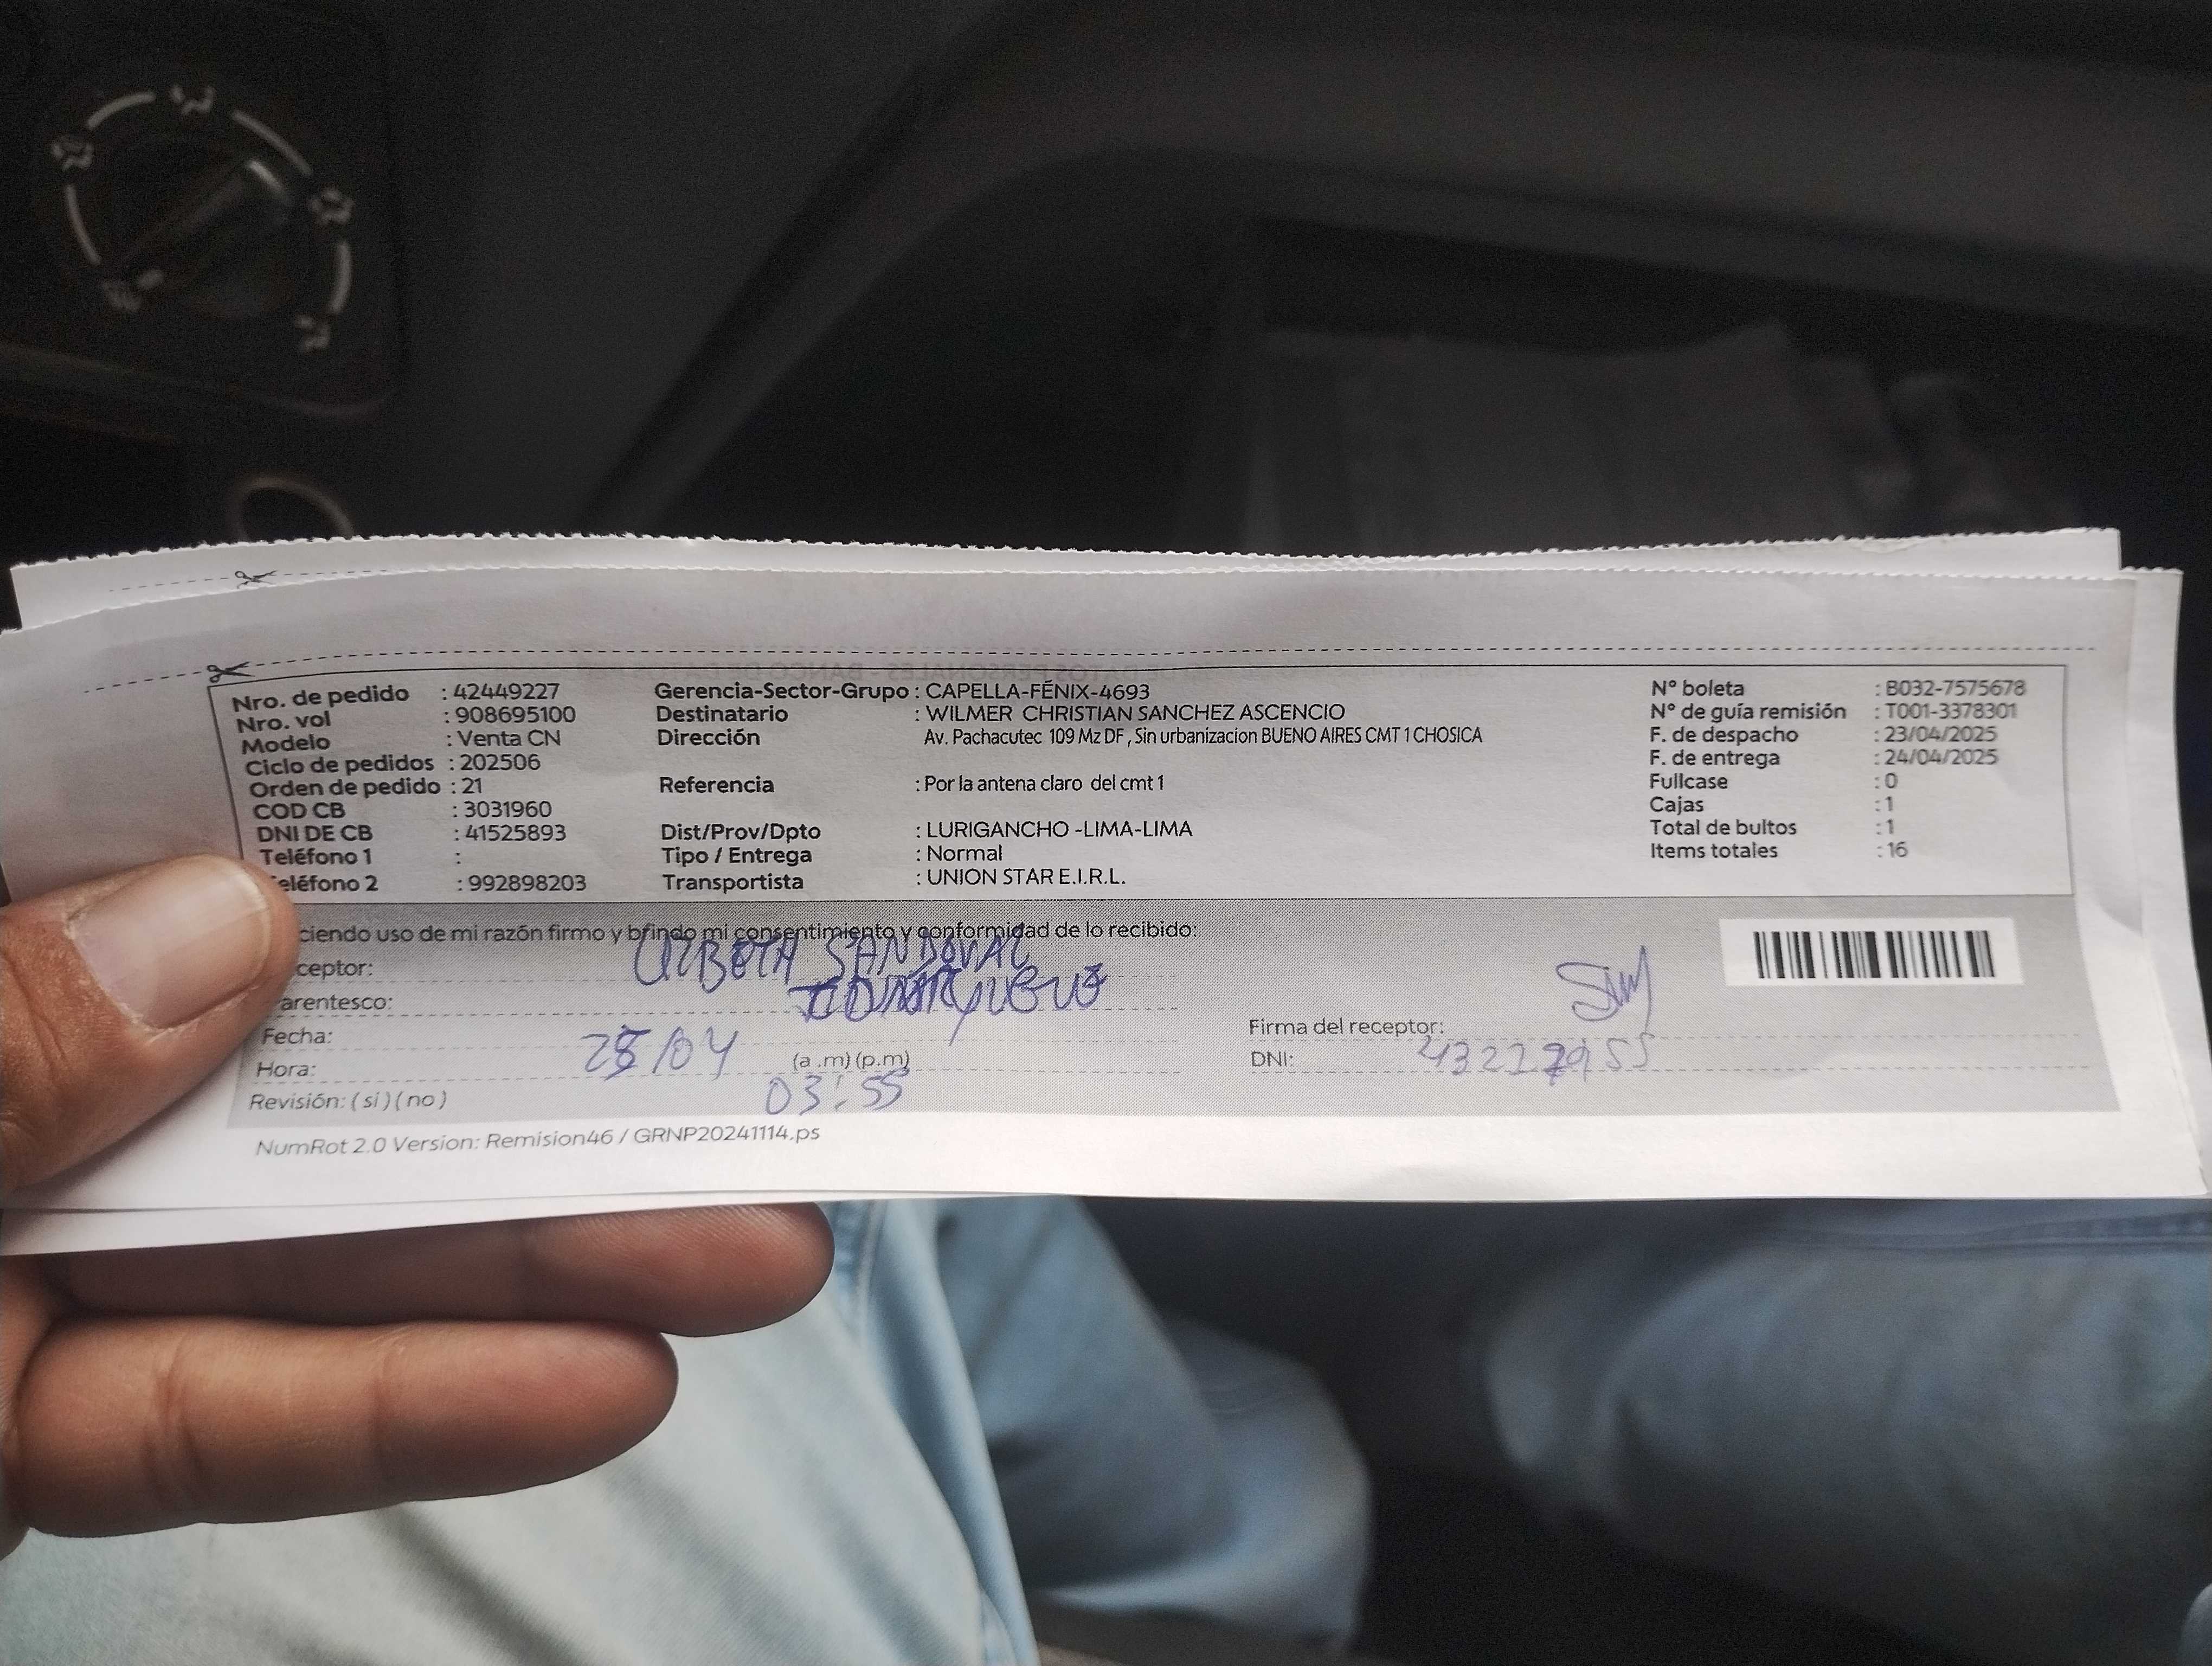 Nro. de pedido : 42449227 Gerencia-Sector-Grupo : CAPELLA-FÉNIX-4693 N° boleta : B032-7575678
Nro. vol : 908695100 Destinatario : WILMER CHRISTIAN SANCHEZ ASCENCIO N° de guía remisión : T001-3378301
Modelo : Venta CN Dirección Av. Pachacutec 109 Mz DF , Sin urbanizacion BUENO AIRES CMT 1 CHOSICA F. de despacho : 23/04/2025
Ciclo de pedidos : 202506 F. de entrega : 24/04/2025
Orden de pedido : 21 Referencia : Por la antena claro del cmt 1 Fullcase : 0
COD CB : 3031960 Cajas : 1
DNI DE CB : 41525893 Dist/Prov/Dpto : LURIGANCHO -LIMA-LIMA Total de bultos : 1
Teléfono 1 : Tipo / Entrega : Normal Items totales : 16
eléfono 2 : 992898203 Transportista : UNION STAR E.I.R.L.
ciendo uso de mi razón firmo y brindo mi consentimiento y conformidad de lo recibido:
ceptor: SANDOVAL
arentesco:
Fecha: /04 Firma del receptor:
Hora: (a .m) (p.m) DNI:
03:55
Revisión: ( si ) ( no )
NumRot 2.0 Version: Remision46 / GRNP20241114.ps